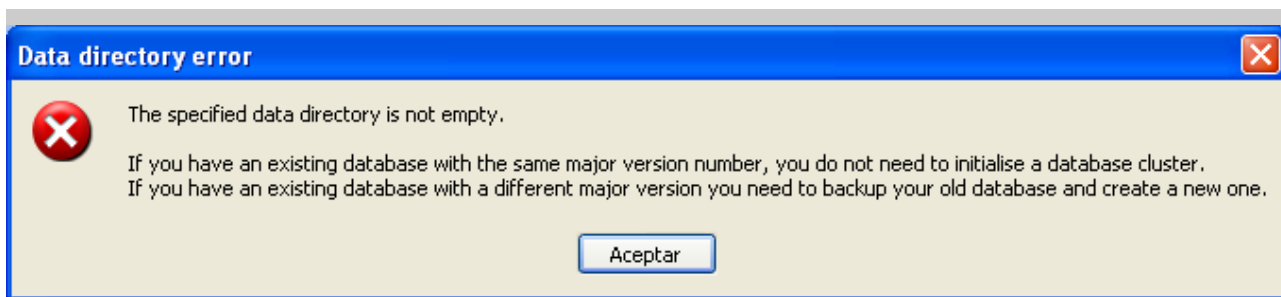 Data directory error
The specified data directory is not empty.
If you have an existing database with the same major version number, you do not need to initialise a database cluster.
If you have an existing database with a different major version you need to backup your old database and create a new one.
Aceptar